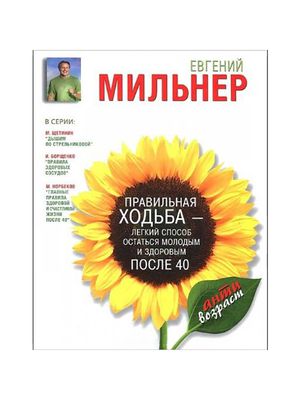 ЕВГЕНИЙ
МИЛЬНЕР
В СЕРИИ:
М. ЩЕТИНИН
"ДЫШИМ
ПО СТРЕЛЬНИКОВОЙ"
И. БОРЩЕНКО
"ПРАВИЛА
ЗДОРОВЫХ
СОСУДОВ"
М. НОРБЕКОВ
"ГЛАВНЫЕ
ПРАВИЛА
ЗДОРОВОЙ
И СЧАСТЛИВОЙ
ЖИЗНИ
ПОСЛЕ 40"
ПРАВИЛЬНАЯ
ХОДЬБА –
ЛЕГКИЙ СПОСОБ
ОСТАТЬСЯ МОЛОДЫМ
И ЗДОРОВЫМ
ПОСЛЕ 40
анти
возраст